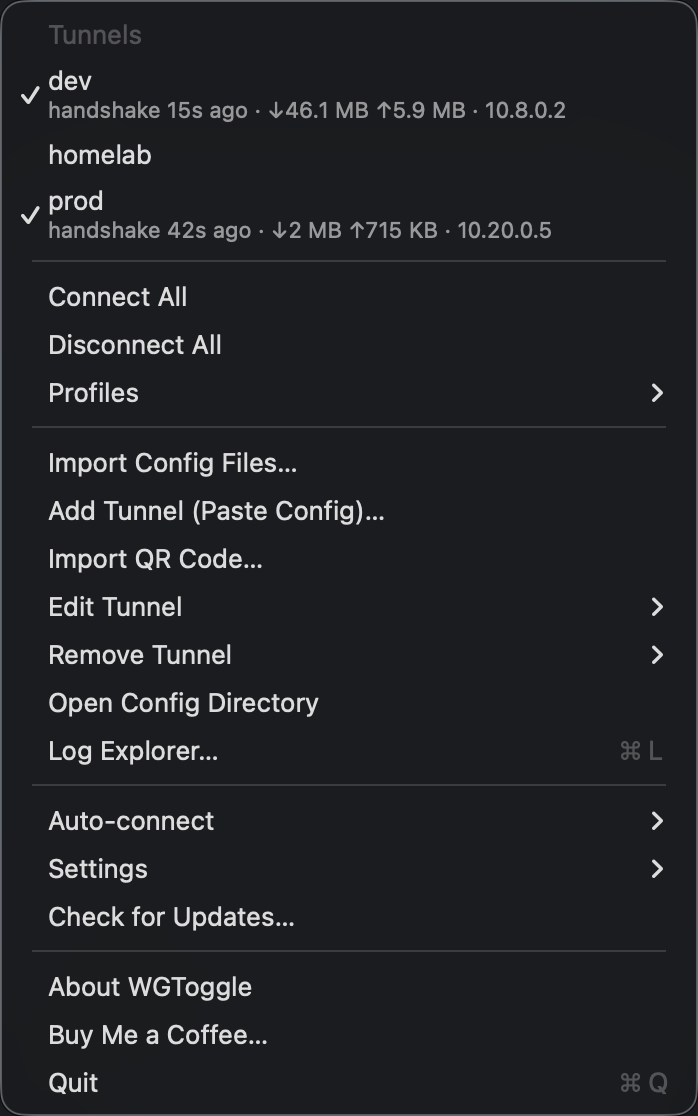 Tunnels
dev
handshake 15s ago · ↓46.1 MB ↑5.9 MB · 10.8.0.2
homelab
prod
handshake 42s ago · ↓2 MB ↑715 KB · 10.20.0.5
Connect All
Disconnect All
Profiles
Import Config Files...
Add Tunnel (Paste Config)...
Import QR Code...
Edit Tunnel
Remove Tunnel
Open Config Directory
Log Explorer... ⌘ L
Auto-connect
Settings
Check for Updates...
About WGToggle
Buy Me a Coffee...
Quit ⌘ Q